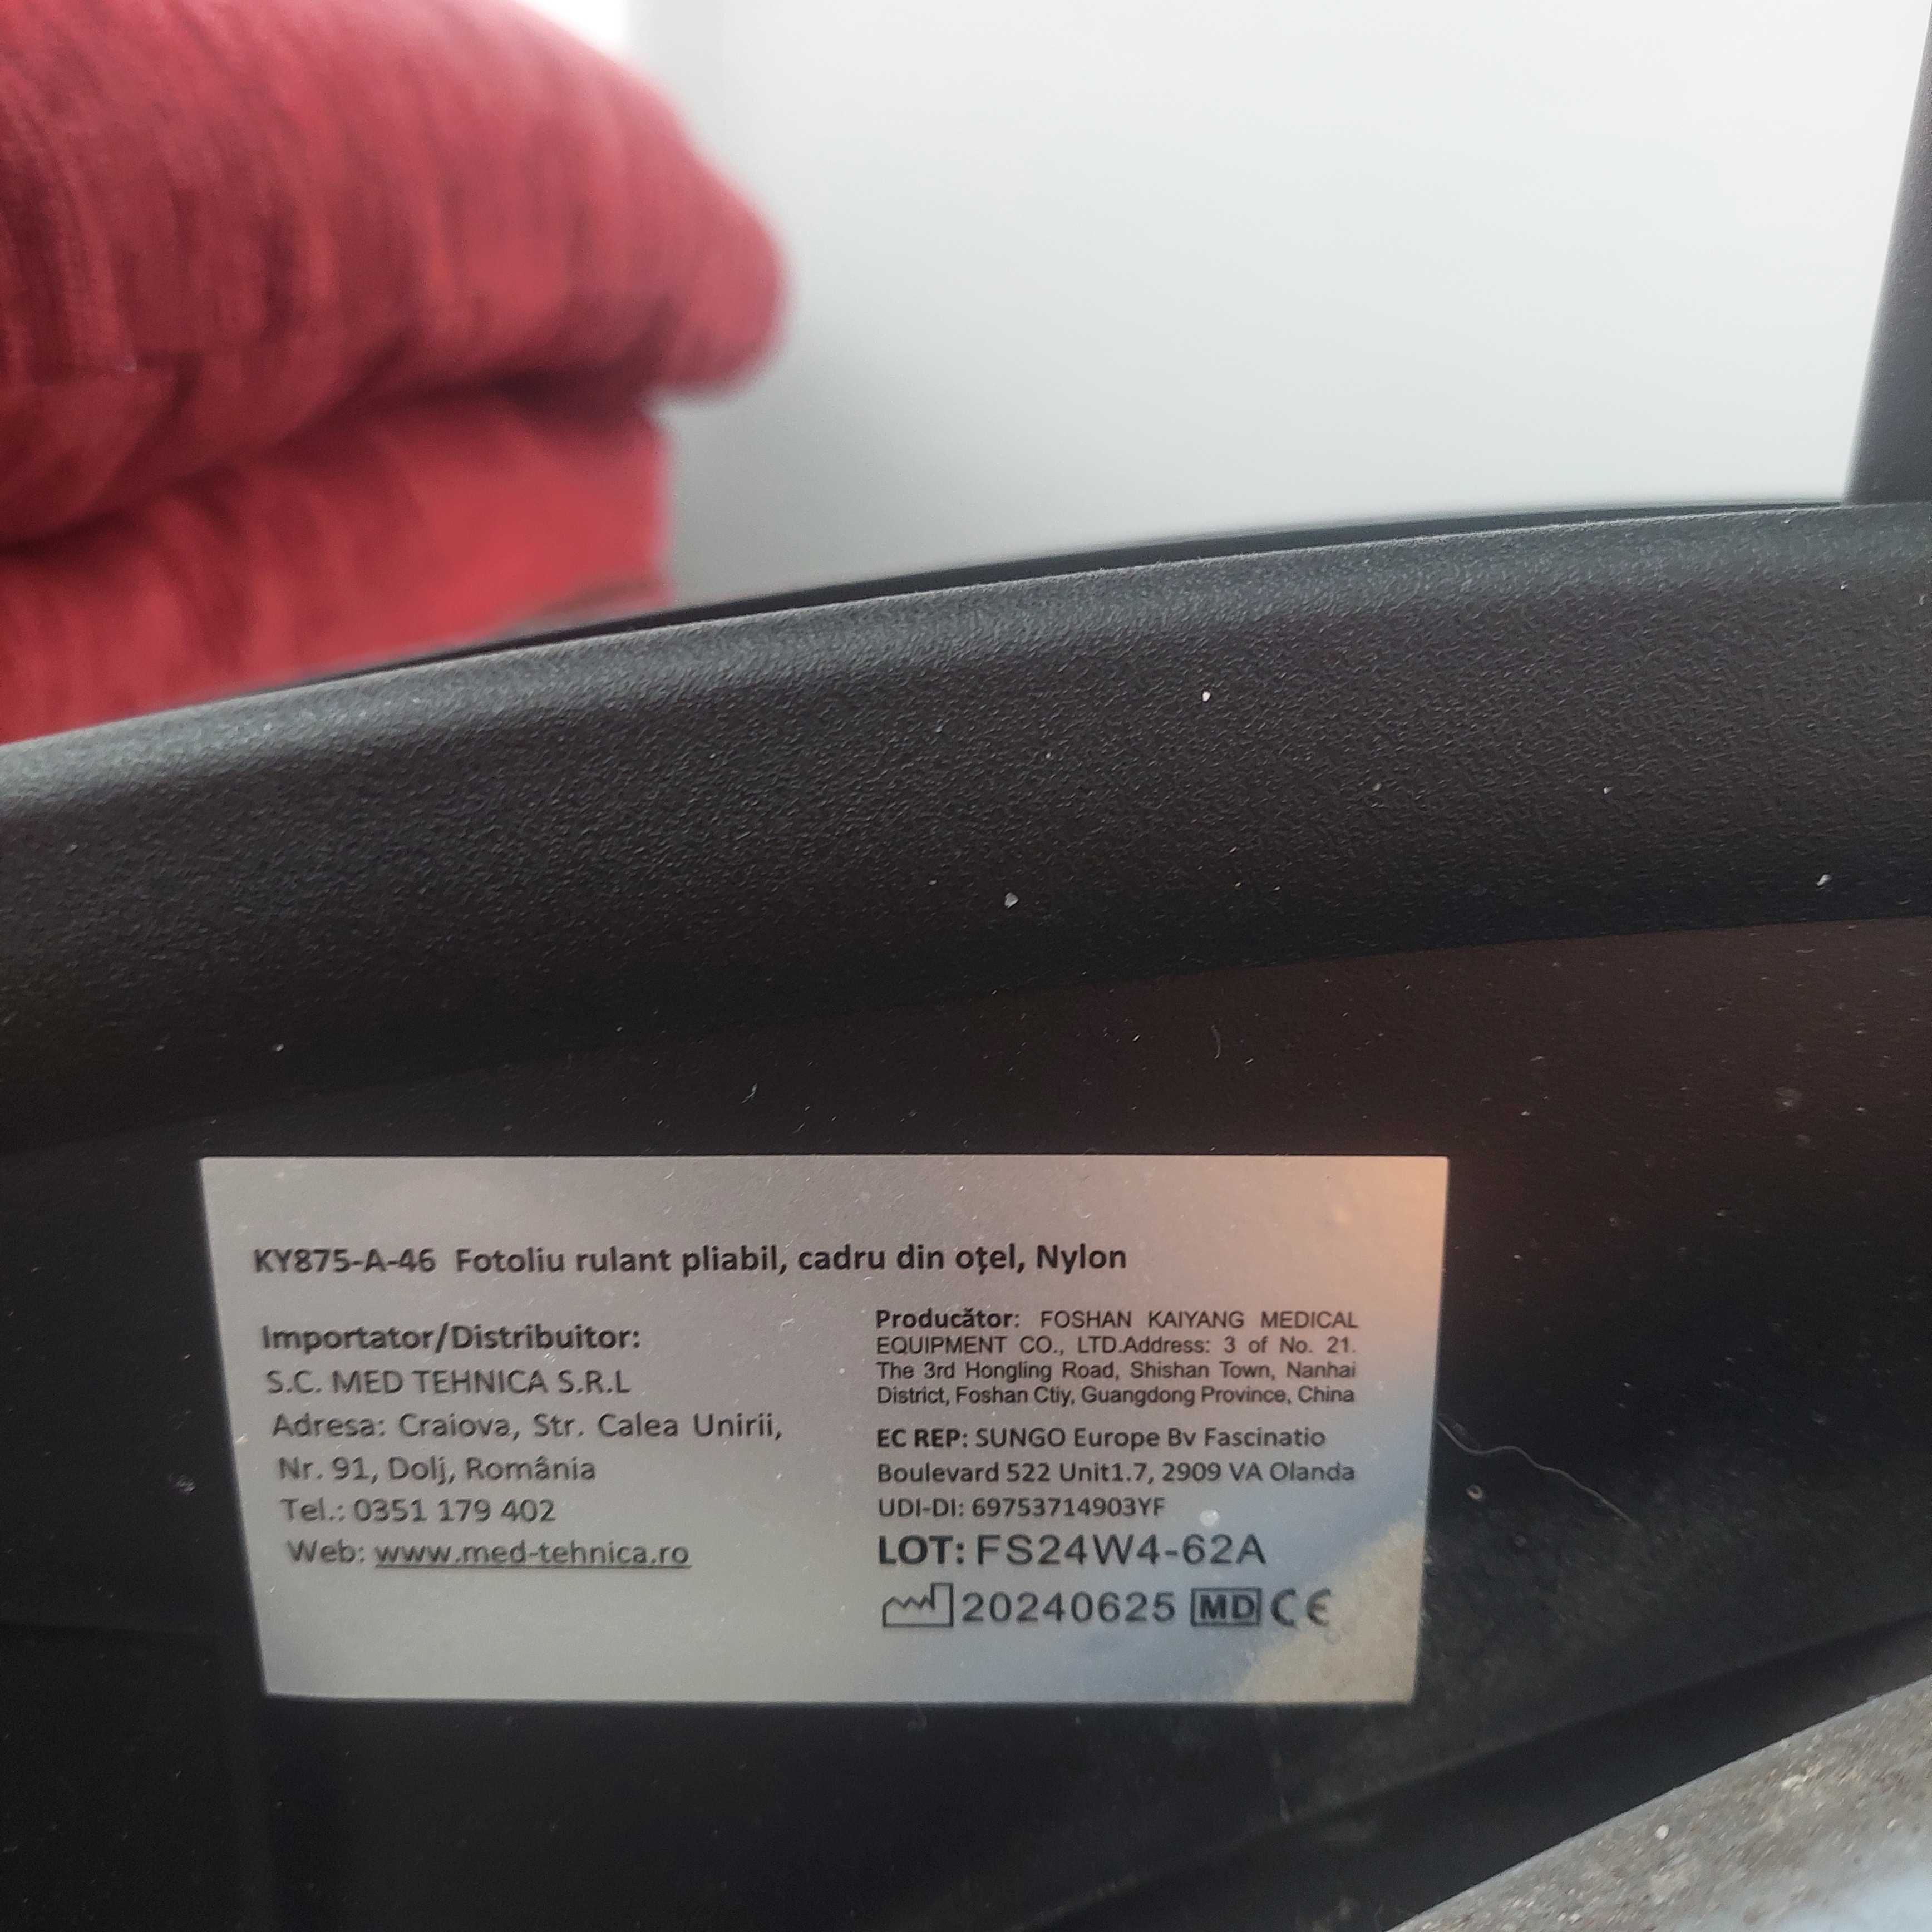 KY875-A-46 Fotoliu rulant pliabil, cadru din oțel, Nylon
Importator/Distribuitor:
S.C. MED TEHNICA S.R.L
Adresa: Craiova, Str. Calea Unirii,
Nr. 91, Dolj, România
Tel.: 0351 179 402
Web: www.med-tehnica.ro
Producător: FOSHAN KAIYANG MEDICAL
EQUIPMENT CO., LTD.Address: 3 of No. 21.
The 3rd Hongling Road, Shishan Town, Nanhai
District, Foshan Ctiy, Guangdong Province, China
EC REP: SUNGO Europe Bv Fascinatio
Boulevard 522 Unit1.7, 2909 VA Olanda
UDI-DI: 69753714903YF
LOT: FS24W4-62A
20240625 MD CE